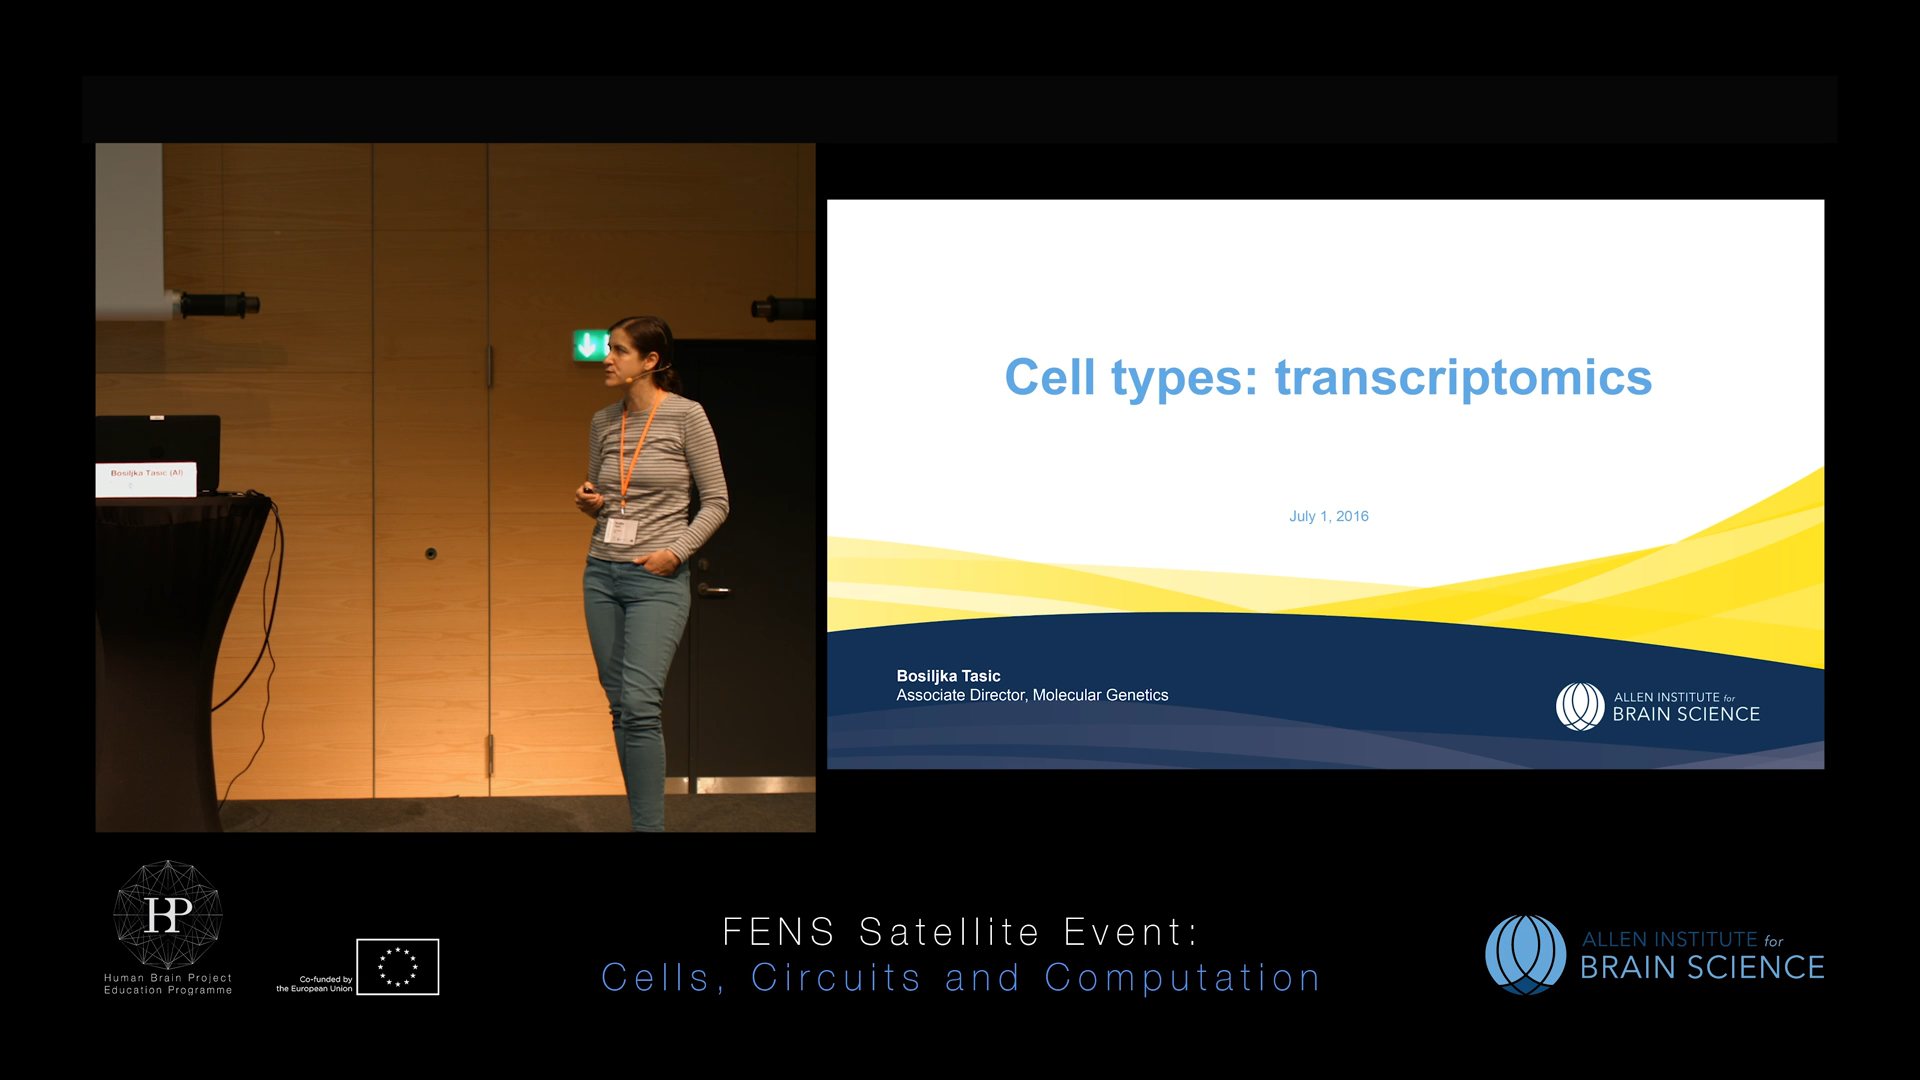 Bosiljka Tasic (AI)
Cell types: transcriptomics
July 1, 2016
Bosiljka Tasic
Associate Director, Molecular Genetics
ALLEN INSTITUTE for
BRAIN SCIENCE
HBP
Human Brain Project
Education Programme
Co-funded by
the European Union
FENS Satellite Event:
Cells, Circuits and Computation
ALLEN INSTITUTE for
BRAIN SCIENCE